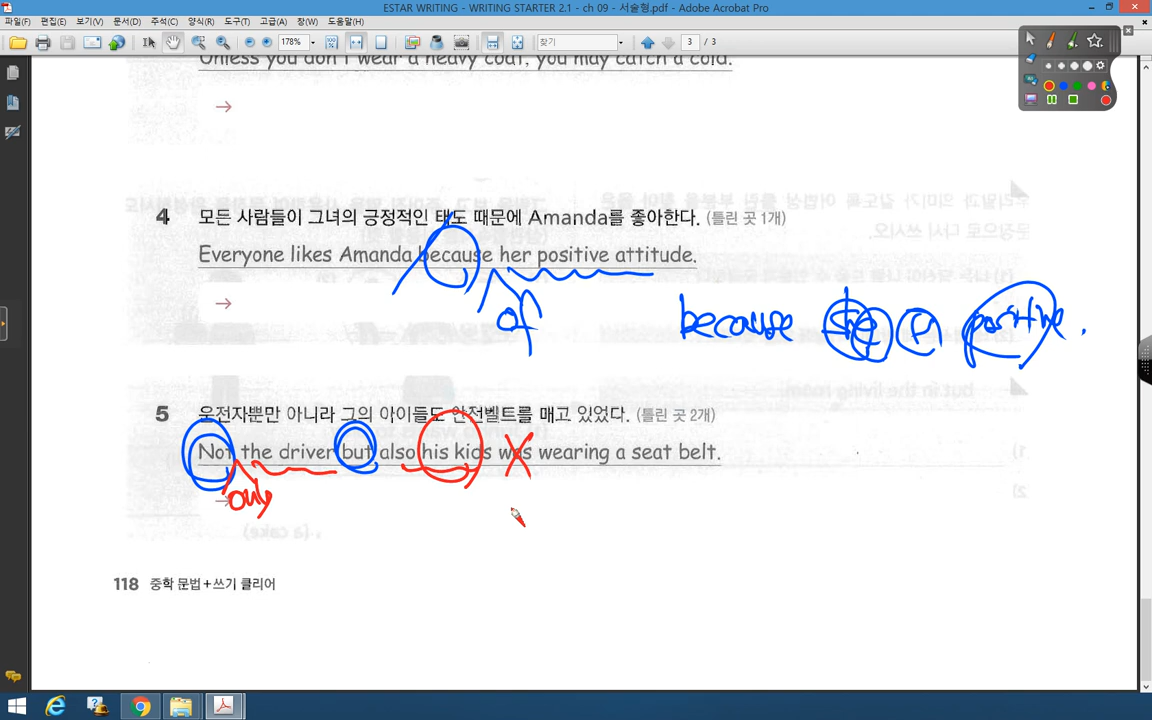 ESTAR WRITING - WRITING STARTER 2.1 - ch 09 - 서술형.pdf - Adobe Acrobat Pro
파일(F) 편집(E) 보기(V) 문서(D) 주석(C) 양식(R) 도구(T) 고급(A) 창(W) 도움말(H)
178% 찾기 3 / 3
Unless you don't wear a heavy coat, you may catch a cold.
→
4 모든 사람들이 그녀의 긍정적인 태도 때문에 Amanda를 좋아한다. (틀린 곳 1개)
Everyone likes Amanda because her positive attitude.
→
of
because she positive.
5 운전자뿐만 아니라 그의 아이들도 안전벨트를 매고 있었다. (틀린 곳 2개)
Not the driver but also his kids was wearing a seat belt.
→ only
118 중학 문법+쓰기 클리어